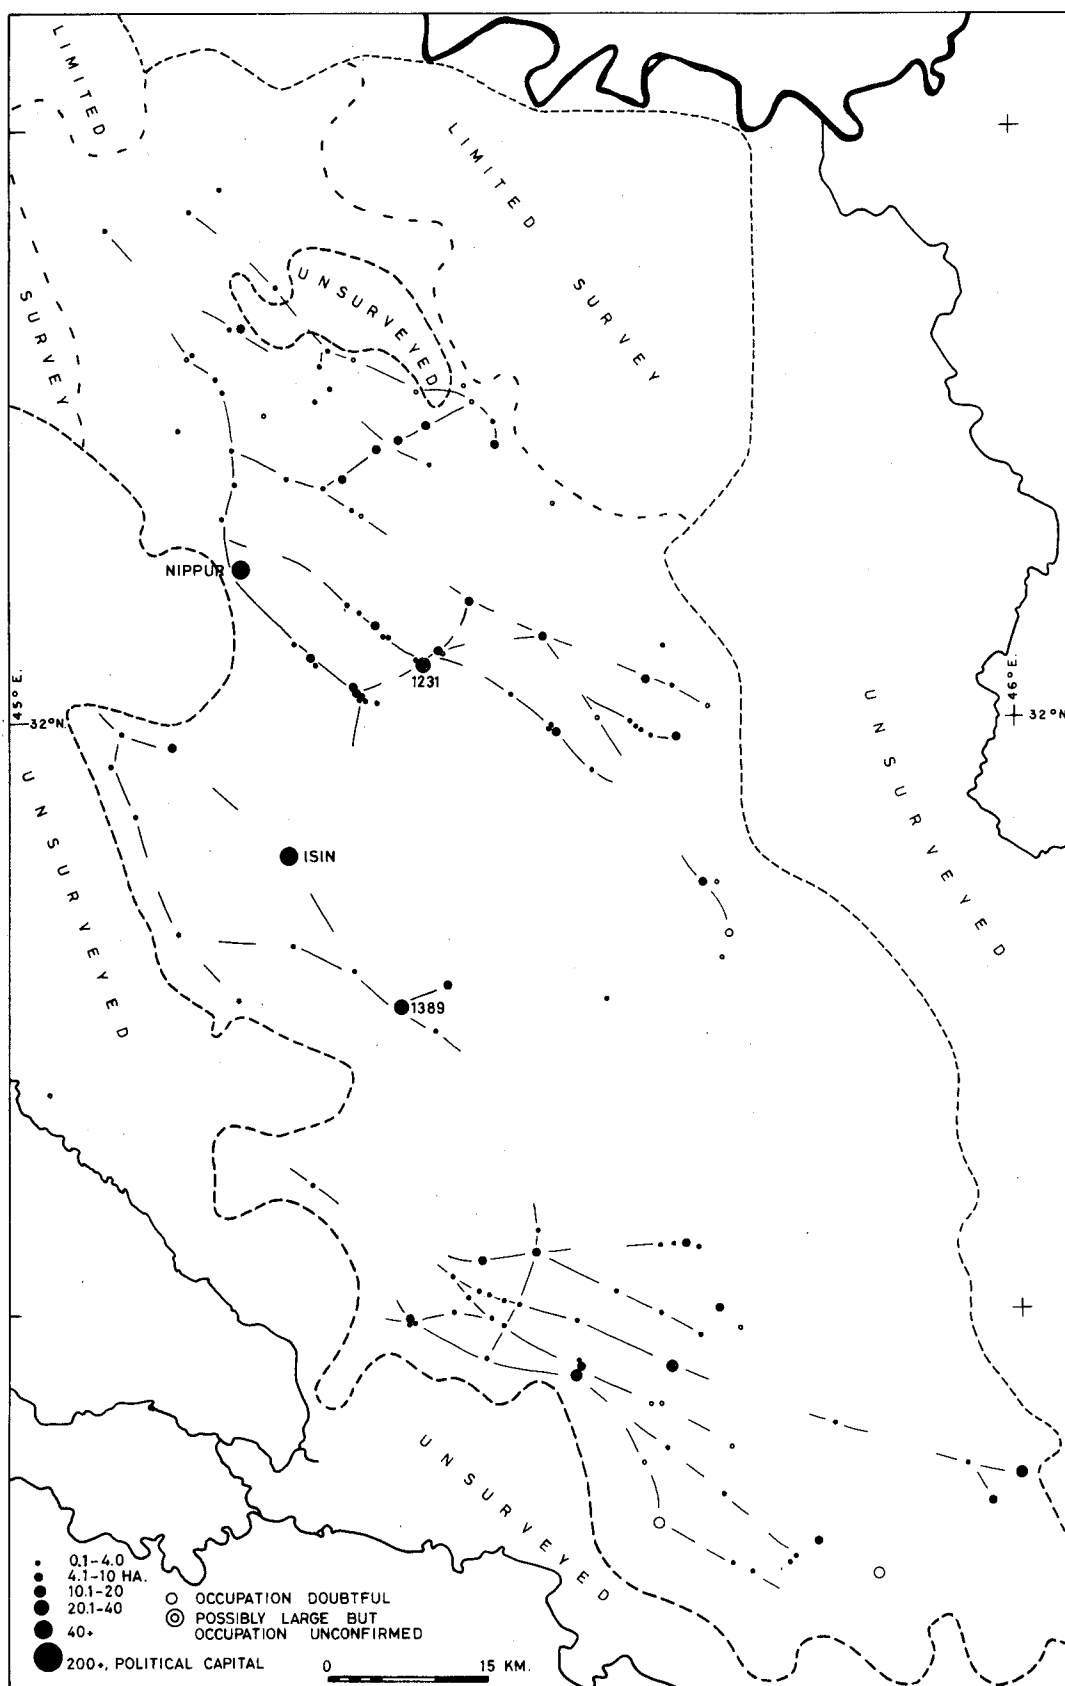 LIMITED
SURVEY
LIMITED
SURVEY
UNSURVEYED
NIPPUR
1231
45° E.
32° N.
46° E.
32° N.
UNSURVEYED
UNSURVEYED
ISIN
1389
UNSURVEYED
0.1–4.0
4.1–10 HA.
10.1–20
20.1–40
40+
200+, POLITICAL CAPITAL
OCCUPATION DOUBTFUL
POSSIBLY LARGE BUT
OCCUPATION UNCONFIRMED
0 15 KM.